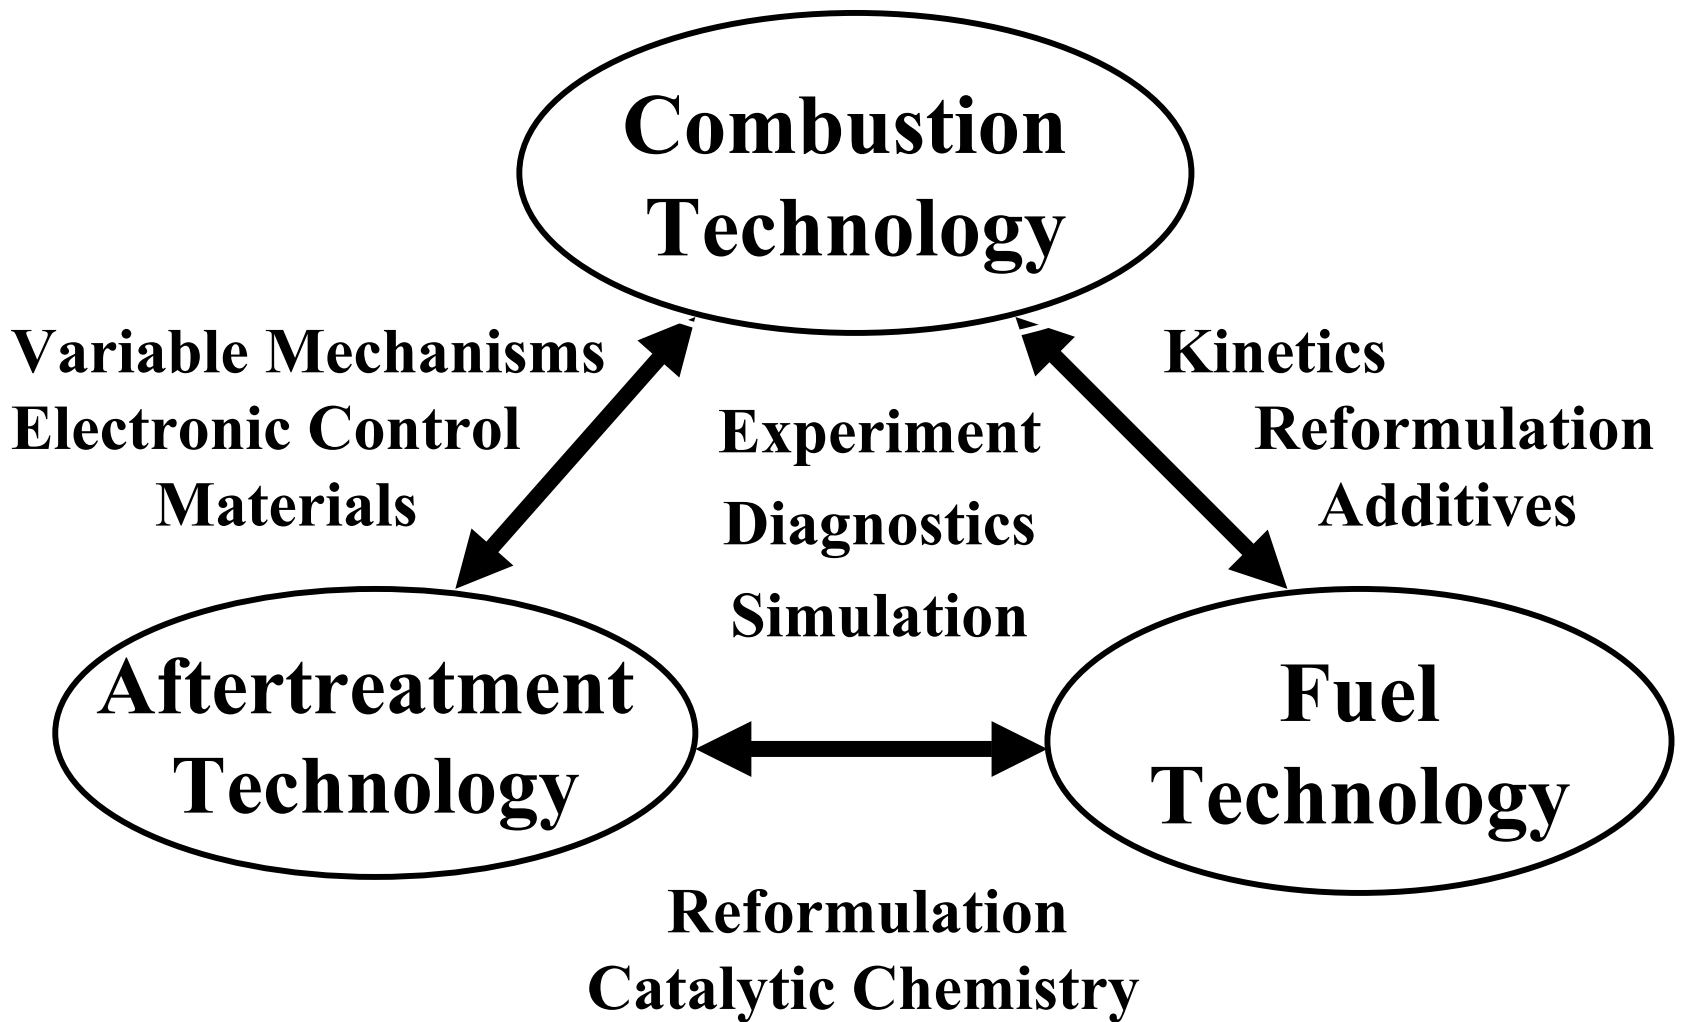 Combustion
Technology
Variable Mechanisms
Electronic Control
Materials
Kinetics
Reformulation
Additives
Experiment
Diagnostics
Simulation
Aftertreatment
Technology
Fuel
Technology
Reformulation
Catalytic Chemistry